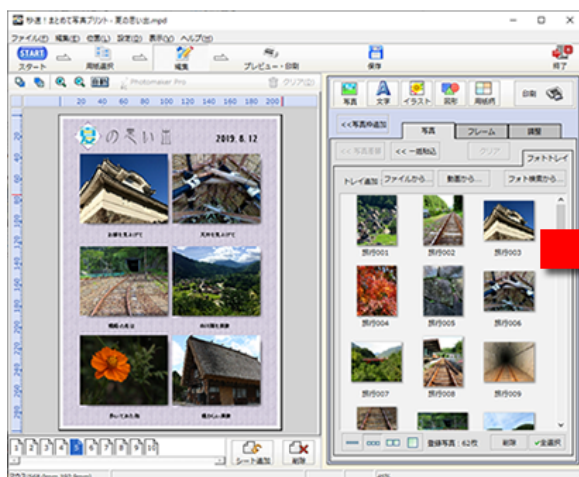 秒速！まとめて写真プリント - 夏の思い出.mpd
ファイル(F) 編集(E) 位置(L) 設定(O) 表示(V) ヘルプ(H)
START
スタート 用紙選択 編集 プレビュー・印刷 保存 終了
自動 Photomaker Pro クリア(D)
写真 文字 イラスト 図形 用紙柄 印刷
20 40 60 80 100 120 140 160 180 200
<<写真枠追加 写真 フレーム 調整
の思い出 2019. 8. 12
<<写真差替 <<一括貼込 クリア フォトトレイ
トレイ追加: ファイルから... 動画から... フォト検索から...
旅行001 旅行002 旅行003
旅行004 旅行005 旅行006
旅行007 旅行008 旅行009
1 2 3 4 5 6 7 8 9 10
シート追加 削除
登録写真：62枚 削除 全選択